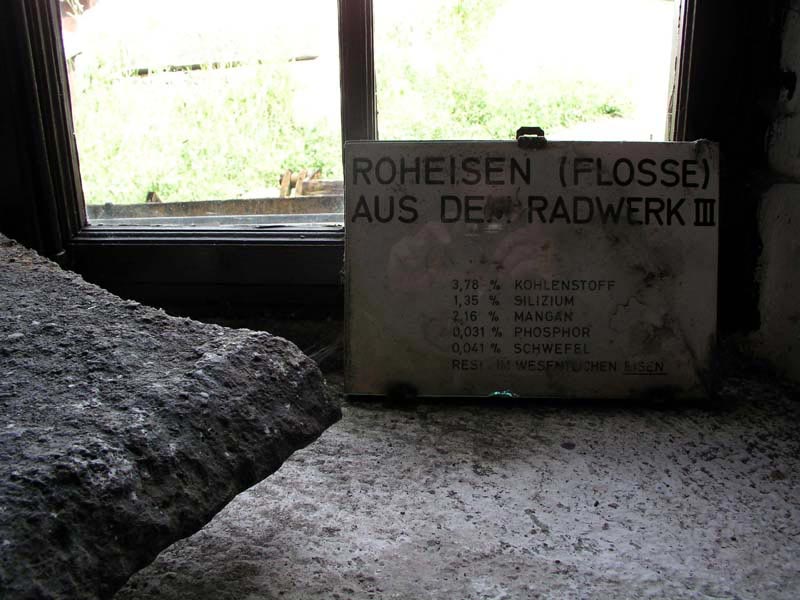 ROHEISEN (FLOSSE)
AUS DEM RADWERK III
3,78 % KOHLENSTOFF
1,35 % SILIZIUM
2,16 % MANGAN
0,031 % PHOSPHOR
0,041 % SCHWEFEL
REST IM WESENTLICHEN EISEN